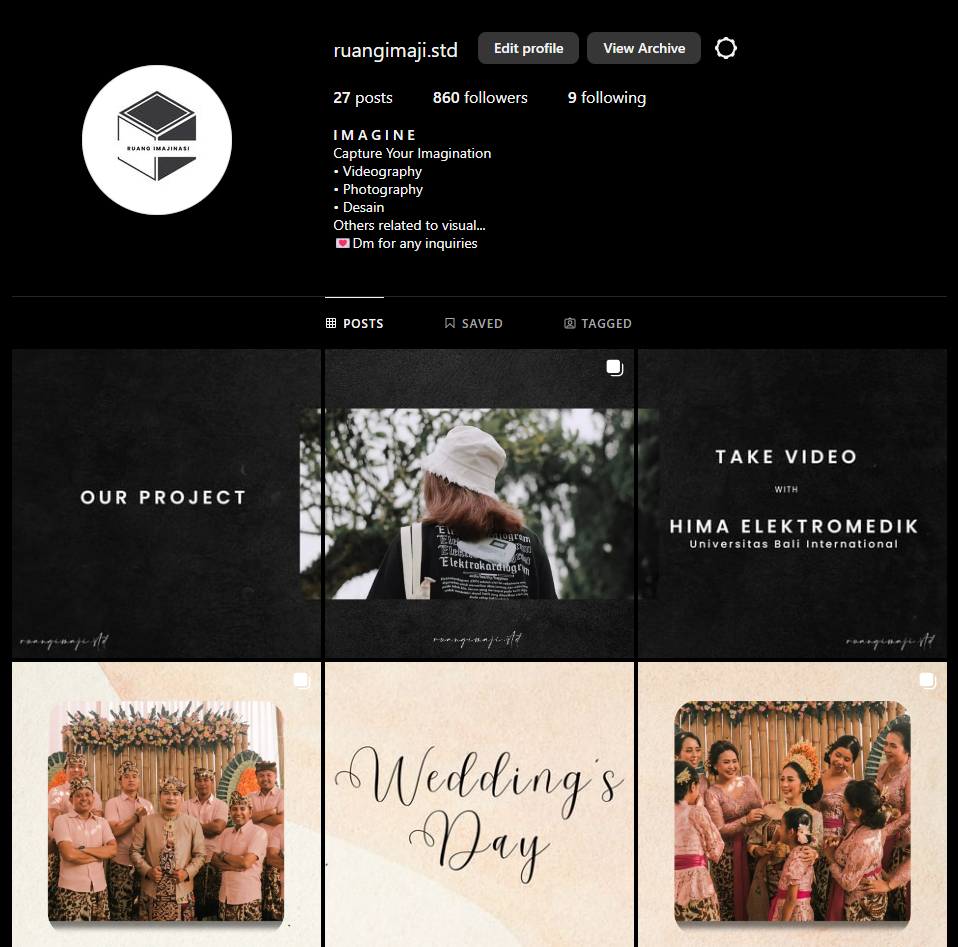 ruangimaji.std Edit profile View Archive
27 posts 860 followers 9 following
I M A G I N E
Capture Your Imagination
• Videography
• Photography
• Desain
Others related to visual...
💌Dm for any inquiries
RUANG IMAJINASI
POSTS SAVED TAGGED
OUR PROJECT
ruangimaji.std
Elektrokardiogram
Elektrokardiogram
ruangimaji.std
TAKE VIDEO
WITH
HIMA ELEKTROMEDIK
Universitas Bali International
ruangimaji.std
Wedding's
Day